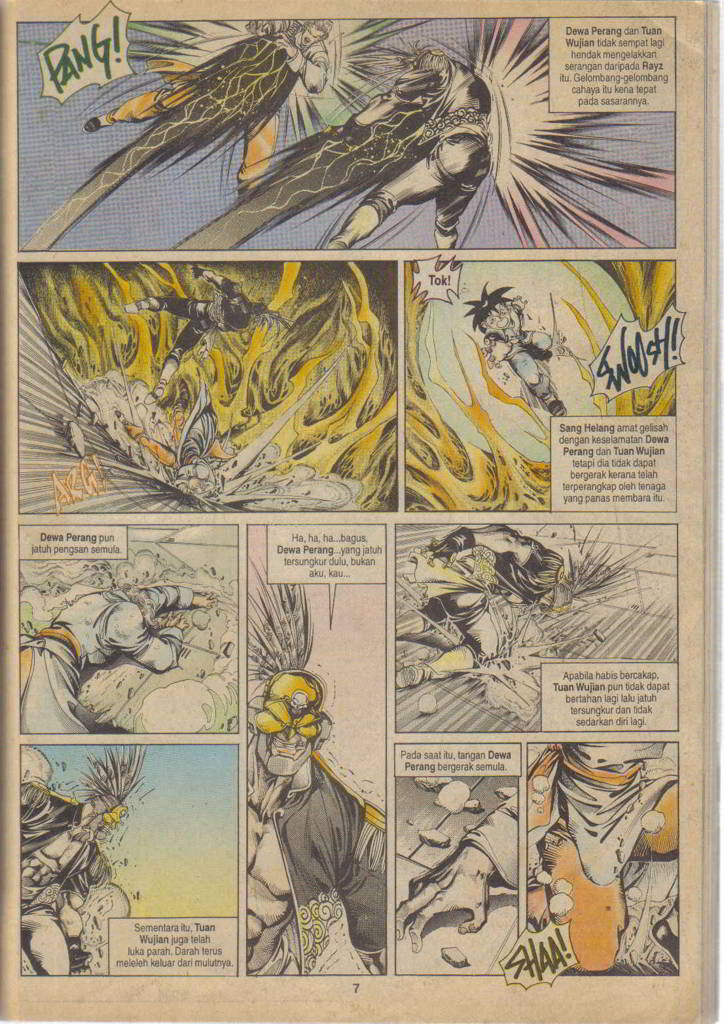 PANG!
Dewa Perang dan Tuan
Wujian tidak sempat lagi
hendak mengelakkan
serangan daripada Rayz
itu. Gelombang-gelombang
cahaya itu kena tepat
pada sasarannya.
ARGH!
Tok!
SWOOSH!
Sang Helang amat gelisah
dengan keselamatan Dewa
Perang dan Tuan Wujian
tetapi dia tidak dapat
bergerak kerana telah
terperangkap oleh tenaga
yang panas membara itu.
Dewa Perang pun
jatuh pengsan semula.
Ha, ha, ha...bagus,
Dewa Perang...yang jatuh
tersungkur dulu, bukan
aku, kau...
Apabila habis bercakap,
Tuan Wujian pun tidak dapat
bertahan lagi lalu jatuh
tersungkur dan tidak
sedarkan diri lagi.
Sementara itu, Tuan
Wujian juga telah
luka parah. Darah terus
meleleh keluar dari mulutnya.
Pada saat itu, tangan Dewa
Perang bergerak semula.
SHAA!
7